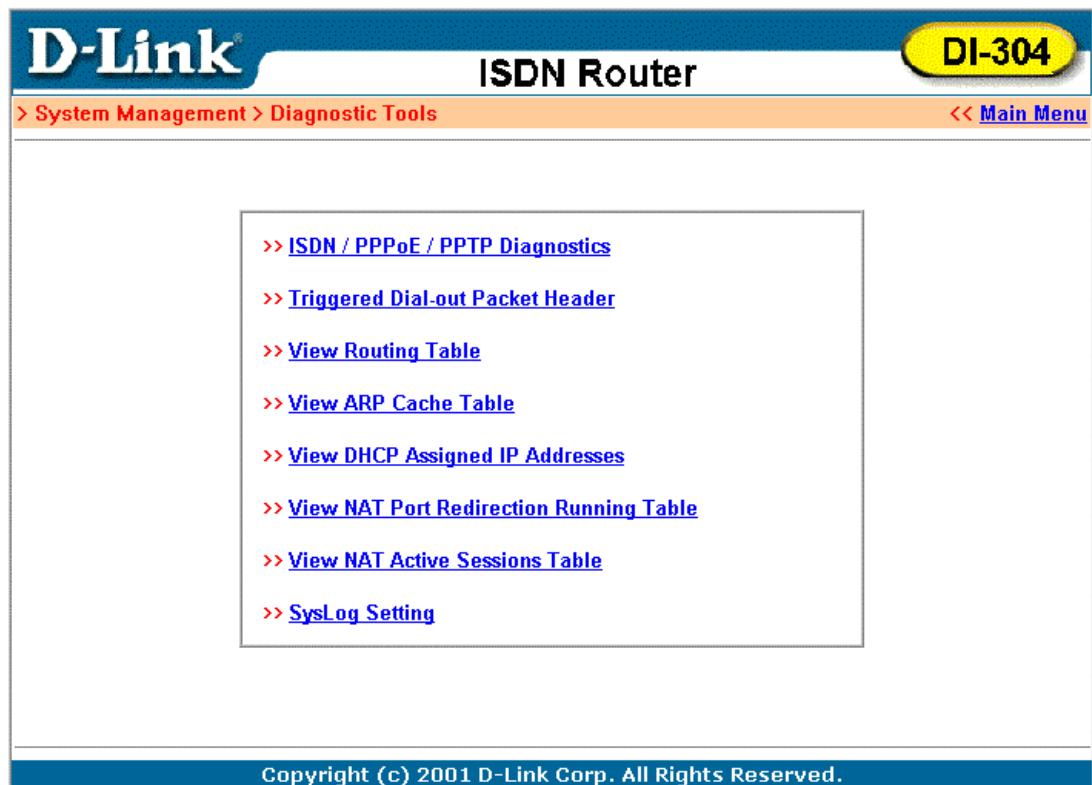 D-Link®
ISDN Router
DI-304
> System Management > Diagnostic Tools
<< Main Menu
>> ISDN / PPPoE / PPTP Diagnostics
>> Triggered Dial-out Packet Header
>> View Routing Table
>> View ARP Cache Table
>> View DHCP Assigned IP Addresses
>> View NAT Port Redirection Running Table
>> View NAT Active Sessions Table
>> SysLog Setting
Copyright (c) 2001 D-Link Corp. All Rights Reserved.